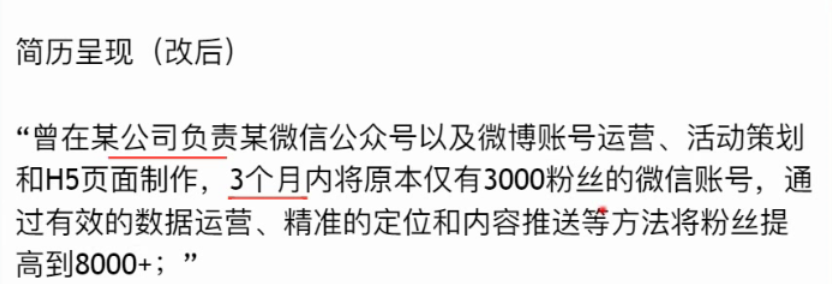 简历呈现（改后）
“曾在某公司负责某微信公众号以及微博账号运营、活动策划
和H5页面制作，3个月内将原本仅有3000粉丝的微信账号，通
过有效的数据运营、精准的定位和内容推送等方法将粉丝提
高到8000+；”